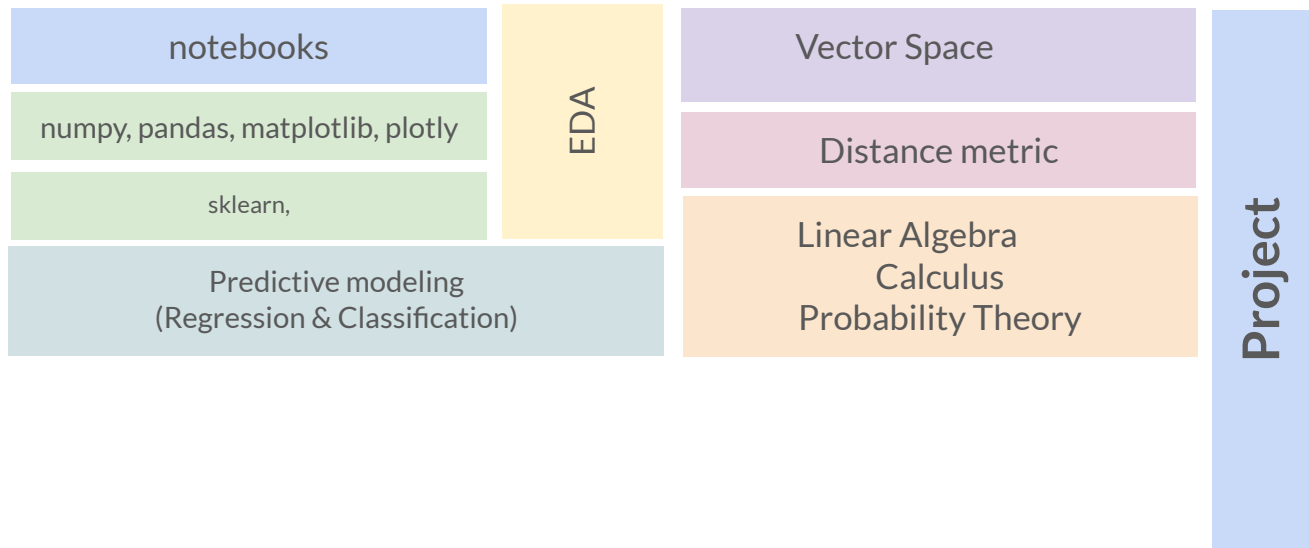 notebooks
numpy, pandas, matplotlib, plotly
sklearn,
EDA
Predictive modeling
(Regression & Classification)
Vector Space
Distance metric
Linear Algebra
Calculus
Probability Theory
Project